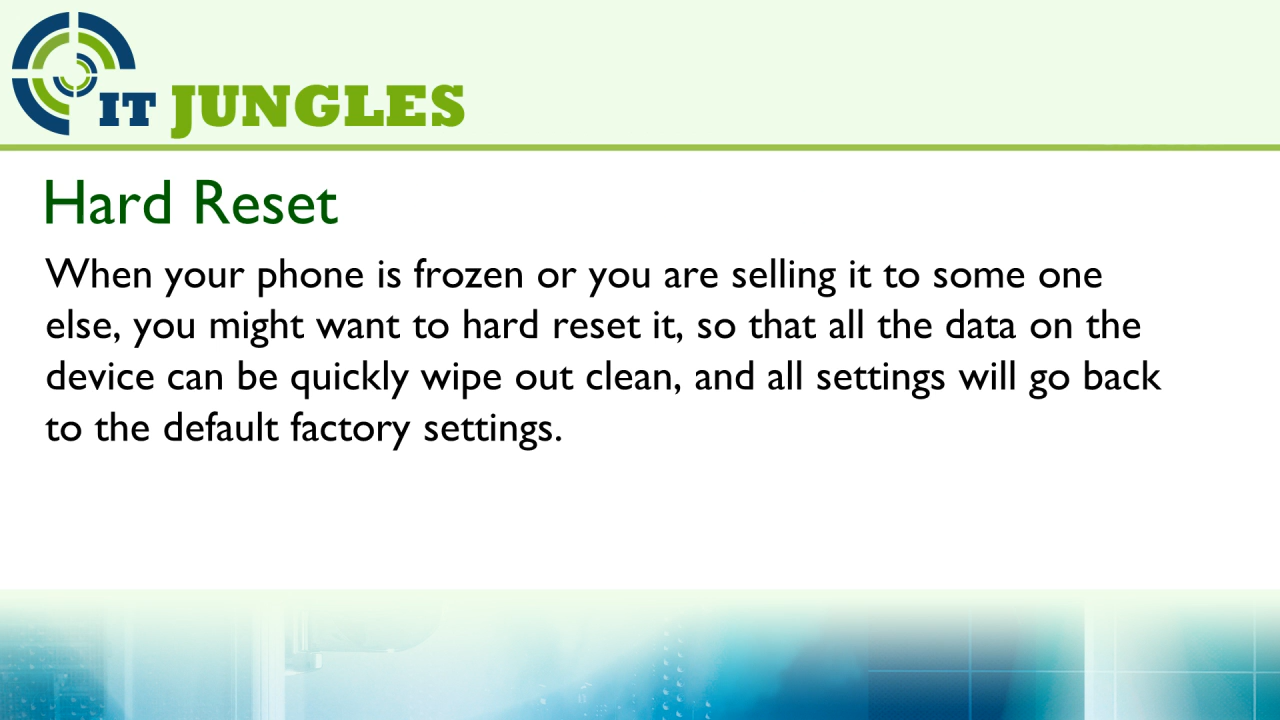 IT JUNGLES
Hard Reset
When your phone is frozen or you are selling it to some one
else, you might want to hard reset it, so that all the data on the
device can be quickly wipe out clean, and all settings will go back
to the default factory settings.